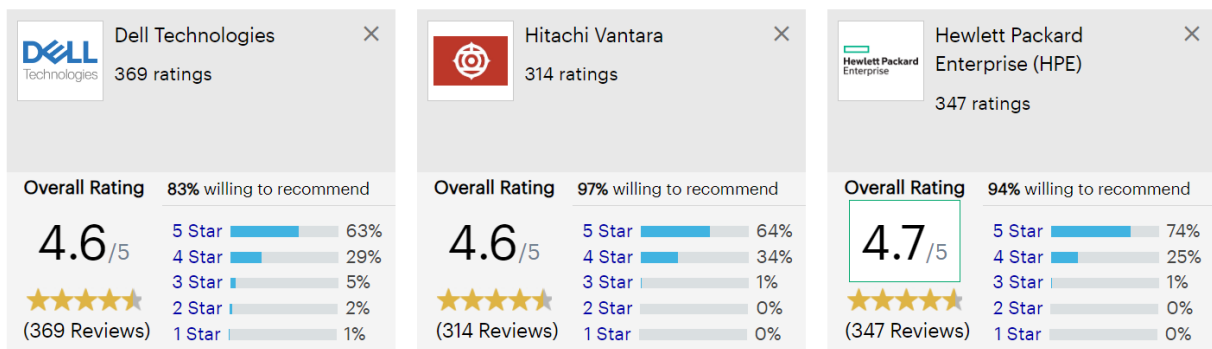 DELL
Technologies
Dell Technologies
369 ratings
Overall Rating
83% willing to recommend
4.6/5
(369 Reviews)
5 Star 63%
4 Star 29%
3 Star 5%
2 Star 2%
1 Star 1%
Hitachi Vantara
314 ratings
Overall Rating
97% willing to recommend
4.6/5
(314 Reviews)
5 Star 64%
4 Star 34%
3 Star 1%
2 Star 0%
1 Star 0%
Hewlett Packard
Enterprise
Hewlett Packard
Enterprise (HPE)
347 ratings
Overall Rating
94% willing to recommend
4.7/5
(347 Reviews)
5 Star 74%
4 Star 25%
3 Star 1%
2 Star 0%
1 Star 0%